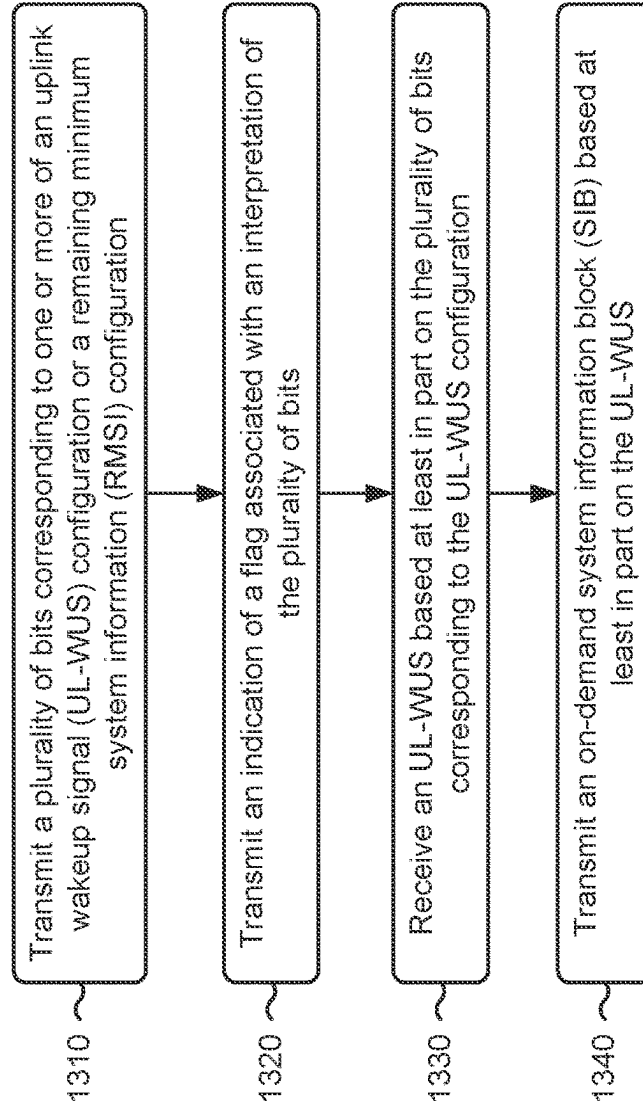 1310
Transmit a plurality of bits corresponding to one or more of an uplink
wakeup signal (UL-WUS) configuration or a remaining minimum
system information (RMSI) configuration
1320
Transmit an indication of a flag associated with an interpretation of
the plurality of bits
1330
Receive an UL-WUS based at least in part on the plurality of bits
corresponding to the UL-WUS configuration
1340
Transmit an on-demand system information block (SIB) based at
least in part on the UL-WUS